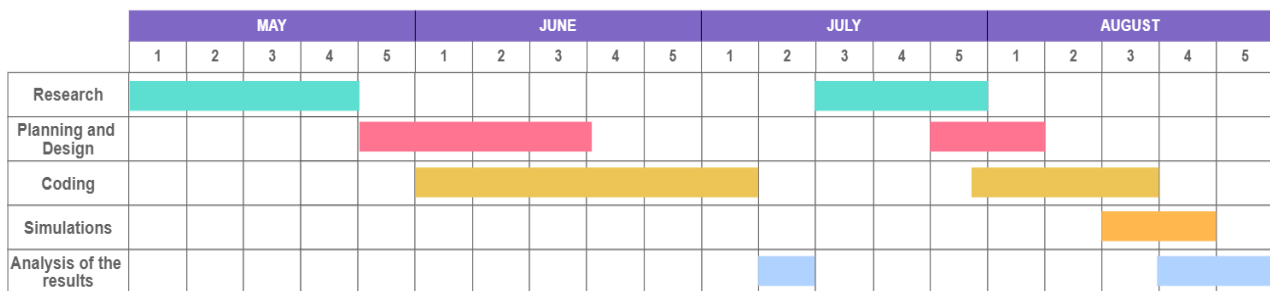 MAY JUNE JULY AUGUST
1 2 3 4 5 1 2 3 4 5 1 2 3 4 5 1 2 3 4 5
Research
Planning and
Design
Coding
Simulations
Analysis of the
results